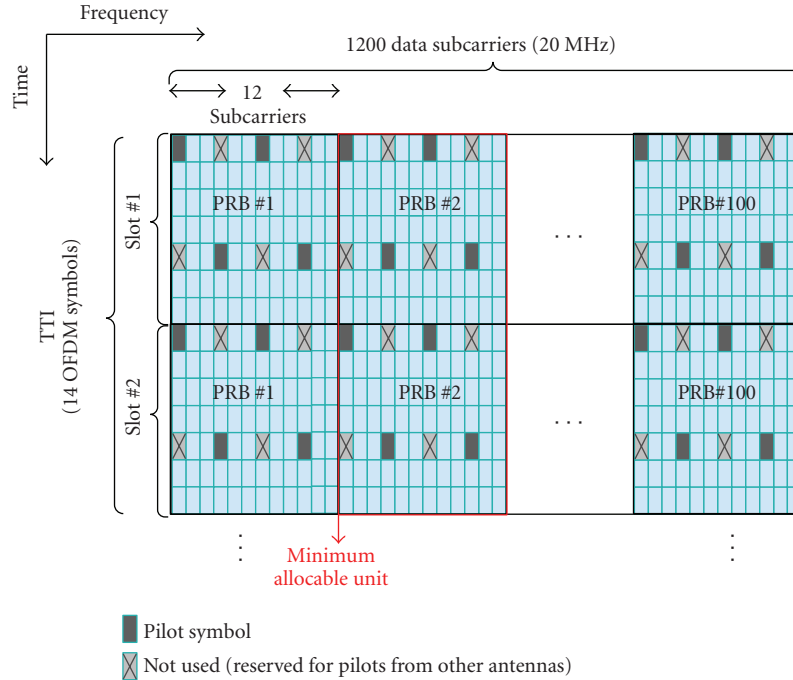 Frequency
Time
1200 data subcarriers (20 MHz)
12
Subcarriers
TTI
(14 OFDM symbols)
Slot #1
PRB #1
PRB #2
. . .
PRB#100
Slot #2
PRB #1
PRB #2
. . .
PRB#100
Minimum
allocable unit
Pilot symbol
Not used (reserved for pilots from other antennas)